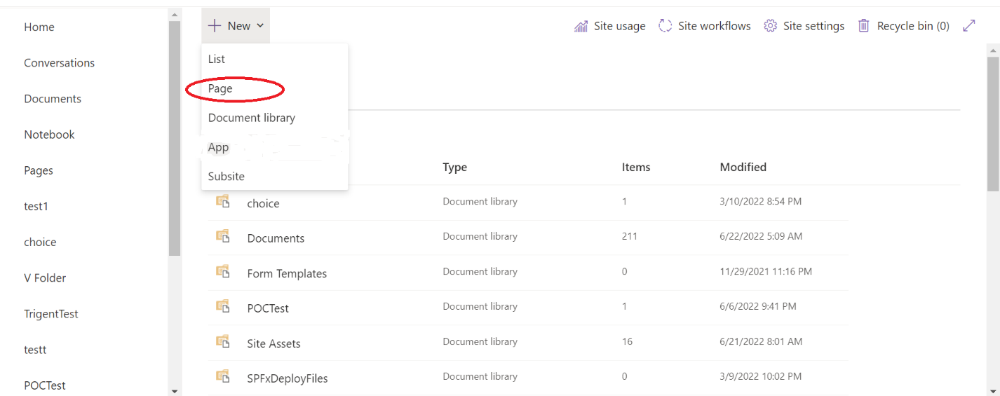 Home
Conversations
Documents
Notebook
Pages
test1
choice
V Folder
TrigentTest
testt
POCTest
New
List
Page
Document library
App
Subsite
Site usage
Site workflows
Site settings
Recycle bin (0)
Type Items Modified
choice Document library 1 3/10/2022 8:54 PM
Documents Document library 211 6/22/2022 5:09 AM
Form Templates Document library 0 11/29/2021 11:16 PM
POCTest Document library 1 6/6/2022 9:41 PM
Site Assets Document library 16 6/21/2022 8:01 AM
SPFxDeployFiles Document library 0 3/9/2022 10:02 PM